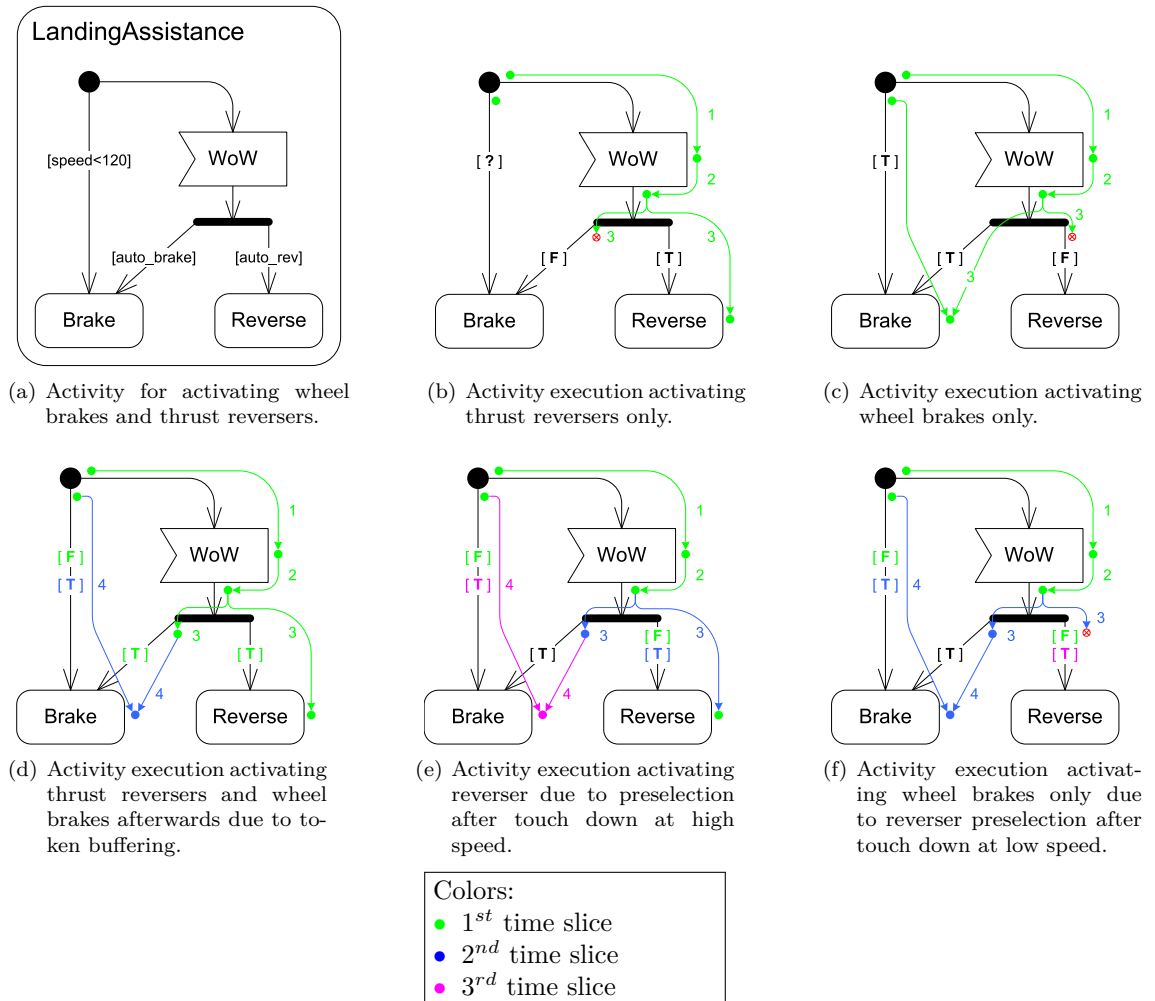 LandingAssistance
[speed<120]
WoW
[auto_brake]
[auto_rev]
Brake
Reverse
(a) Activity for activating wheel
brakes and thrust reversers.
1
[ ? ]
WoW
2
3
3
[ F ]
[ T ]
Brake
Reverse
(b) Activity execution activating
thrust reversers only.
1
[ T ]
WoW
2
3
[ T ]
[ F ]
3
Brake
Reverse
(c) Activity execution activating
wheel brakes only.
1
[ F ]
WoW
[ T ]
4
2
3
3
[ T ]
[ T ]
4
Brake
Reverse
(d) Activity execution activating
thrust reversers and wheel
brakes afterwards due to to-
ken buffering.
1
[ F ]
WoW
[ T ]
4
2
3
3
[ F ]
[ T ]
[ T ]
4
Brake
Reverse
(e) Activity execution activating
reverser due to preselection
after touch down at high
speed.
1
[ F ]
WoW
[ T ]
4
2
3
3
[ F ]
[ T ]
[ T ]
4
Brake
Reverse
(f) Activity execution activat-
ing wheel brakes only due
to reverser preselection after
touch down at low speed.
Colors:
1st time slice
2nd time slice
3rd time slice